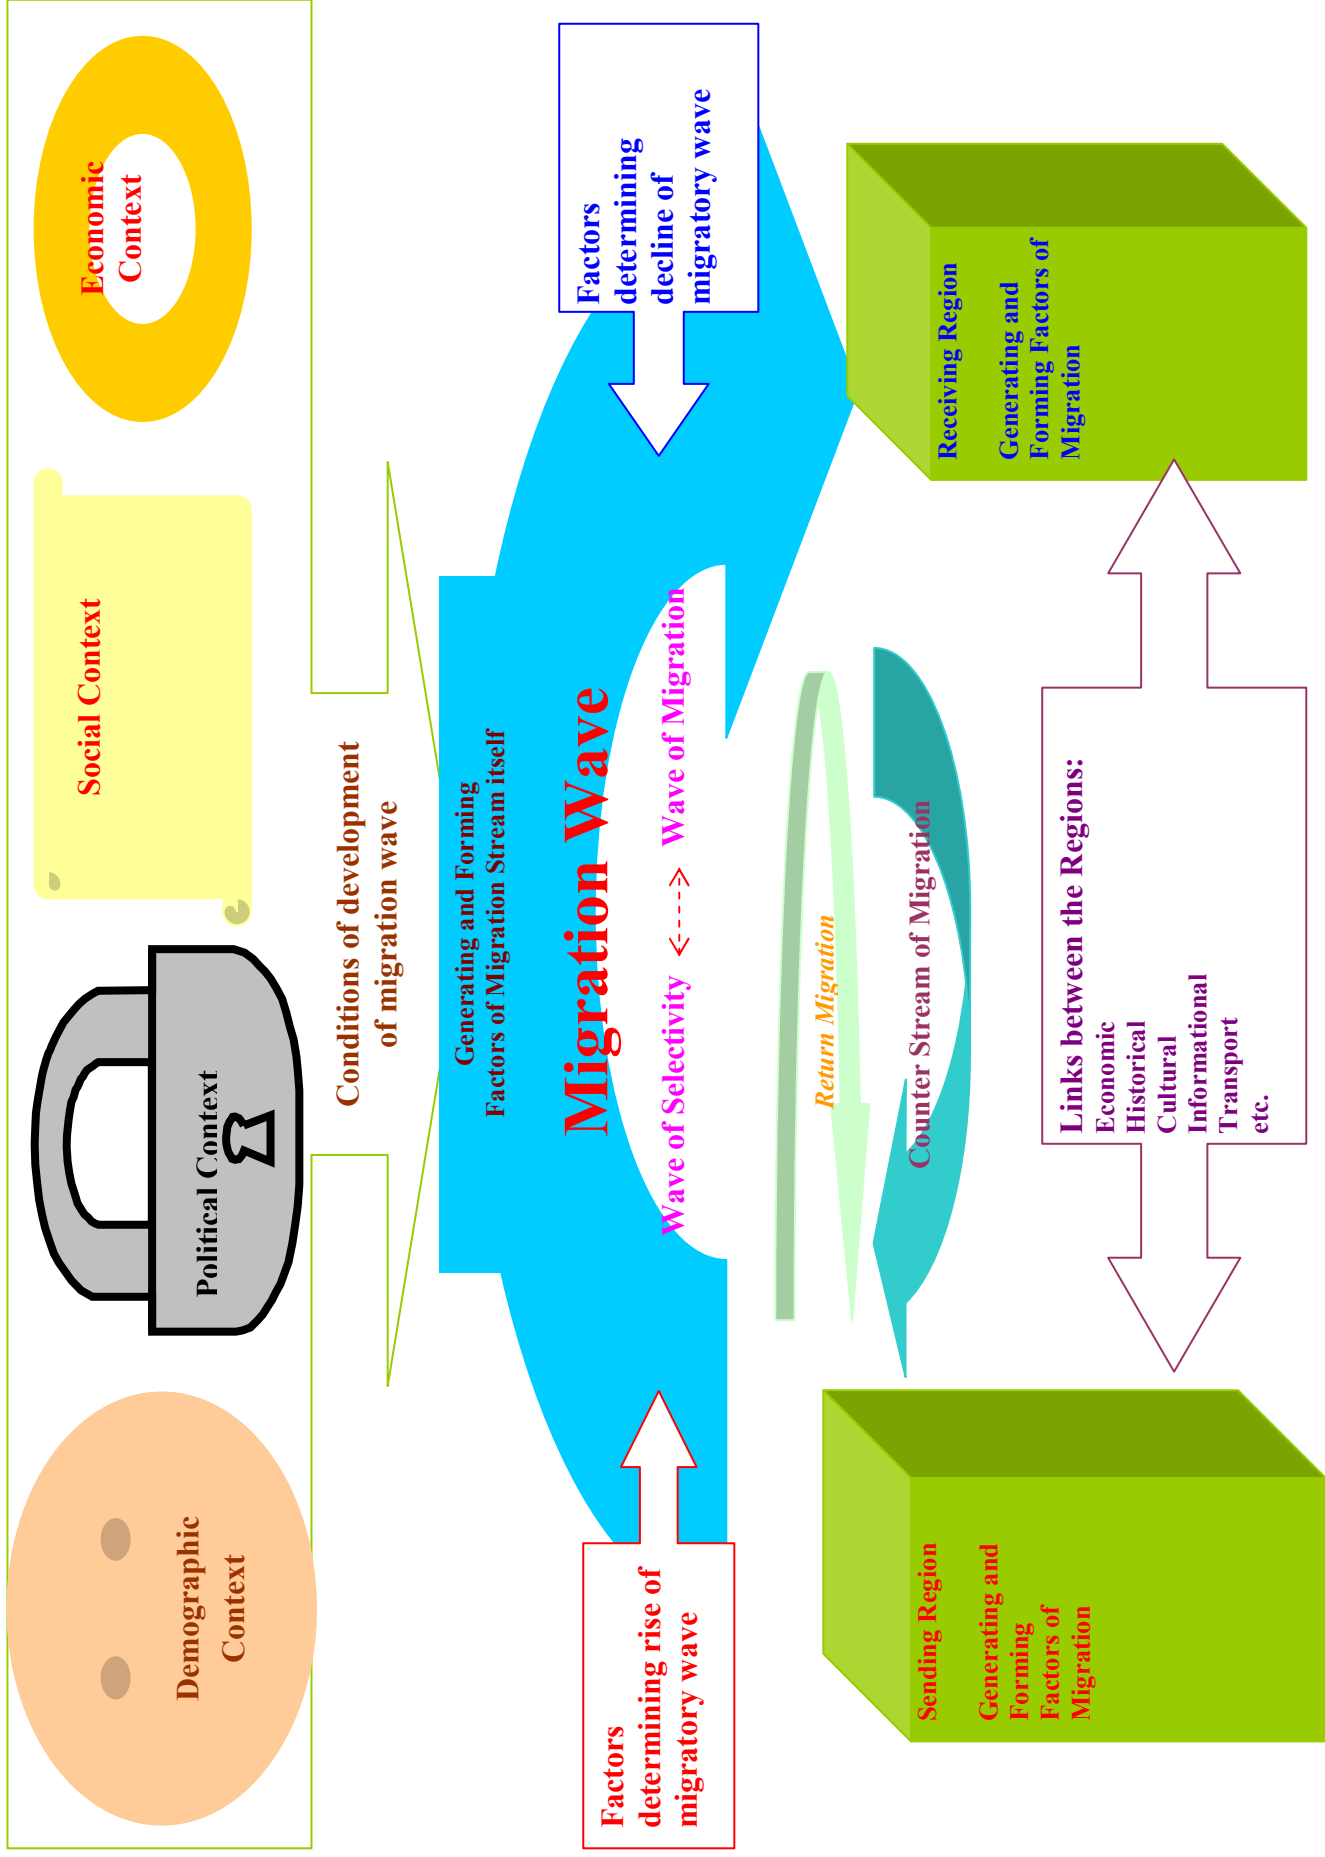 Demographic
Context
Political Context
Social Context
Economic
Context
Conditions of development
of migration wave
Generating and Forming
Factors of Migration Stream itself
Migration Wave
Wave of Selectivity
Wave of Migration
Factors
determining rise of
migratory wave
Factors
determining
decline of
migratory wave
Return Migration
Counter Stream of Migration
Sending Region
Generating and
Forming
Factors of
Migration
Receiving Region
Generating and
Forming Factors of
Migration
Links between the Regions:
Economic
Historical
Cultural
Informational
Transport
etc.